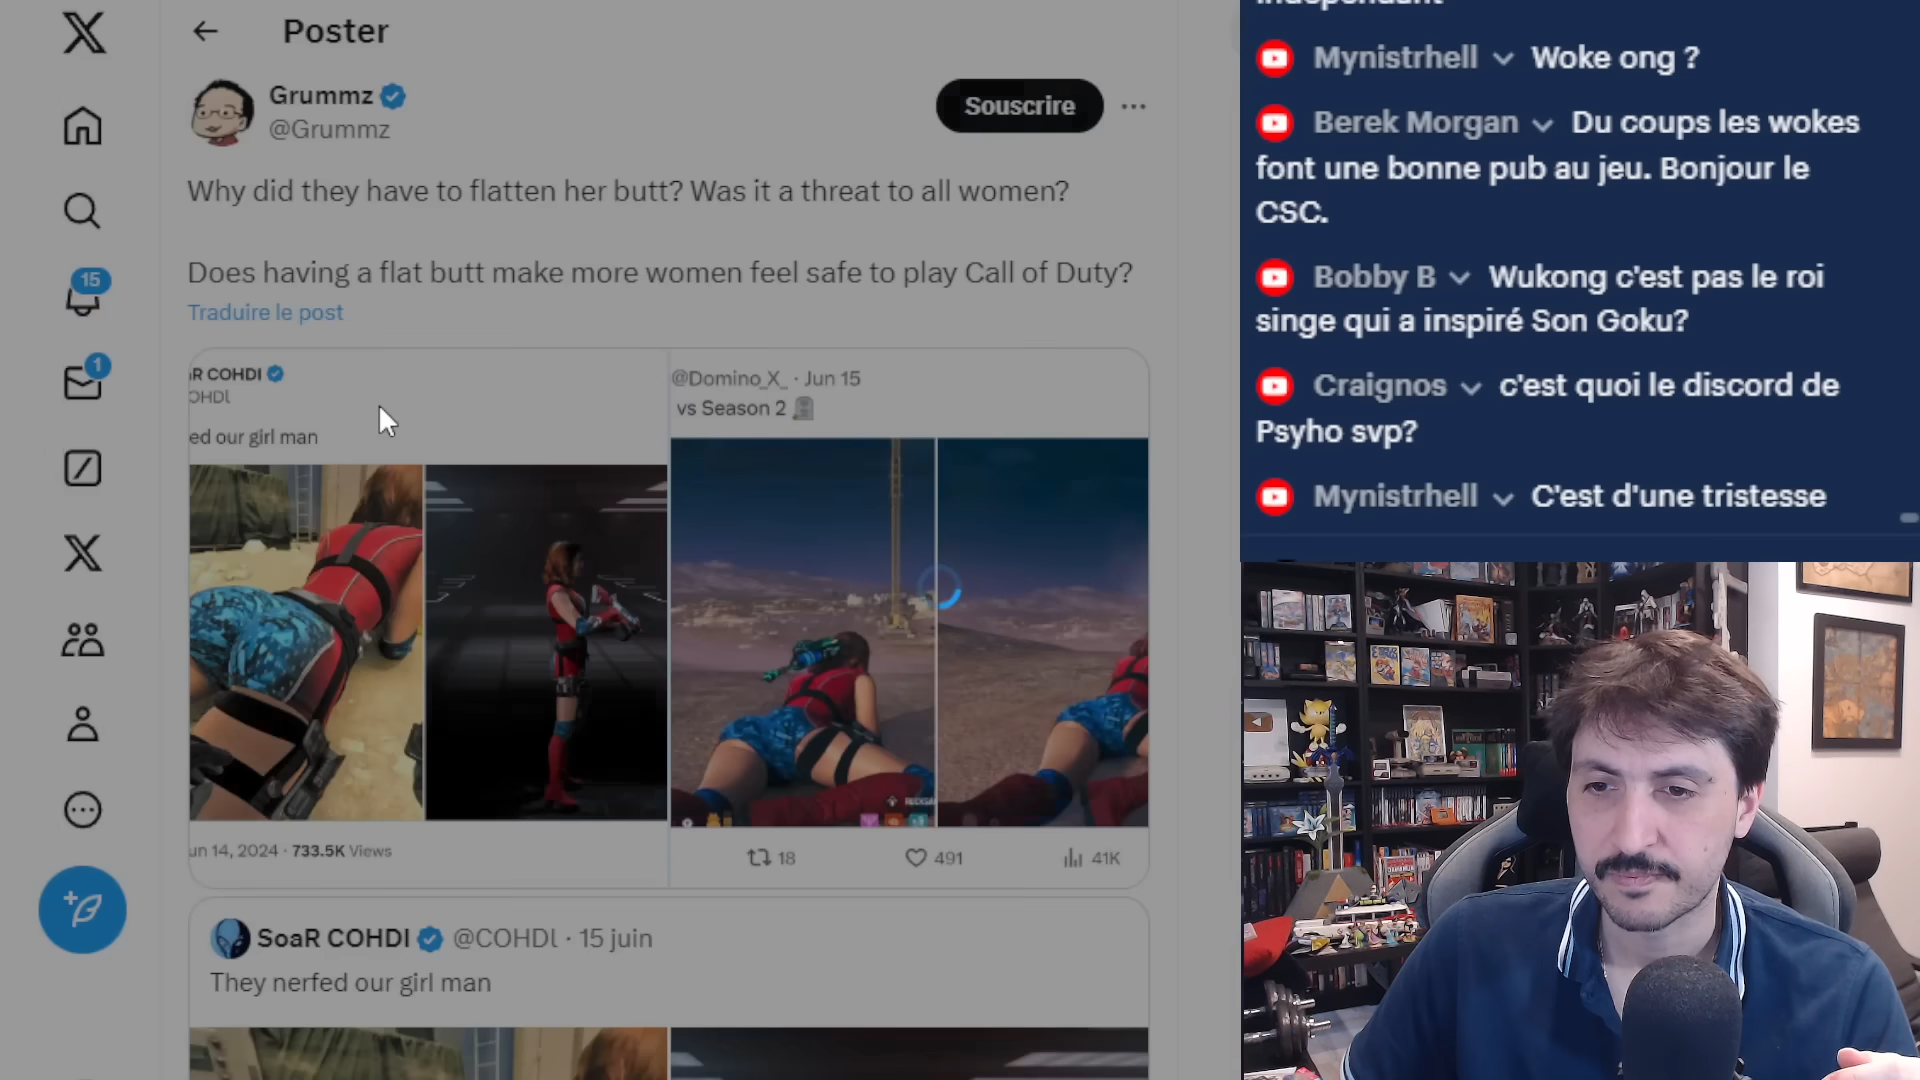 Poster
Grummz
@Grummz
Souscrire
Why did they have to flatten her butt? Was it a threat to all women?
Does having a flat butt make more women feel safe to play Call of Duty?
Traduire le post
15
1
R COHDI
OHDl
ed our girl man
un 14, 2024 · 733.5K Views
@Domino_X_ · Jun 15
vs Season 2
18
491
41K
SoaR COHDI @COHDl · 15 juin
They nerfed our girl man
indépendant
Mynistrhell Woke ong ?
Berek Morgan Du coups les wokes
font une bonne pub au jeu. Bonjour le
CSC.
Bobby B Wukong c'est pas le roi
singe qui a inspiré Son Goku?
Craignos c'est quoi le discord de
Psyho svp?
Mynistrhell C'est d'une tristesse